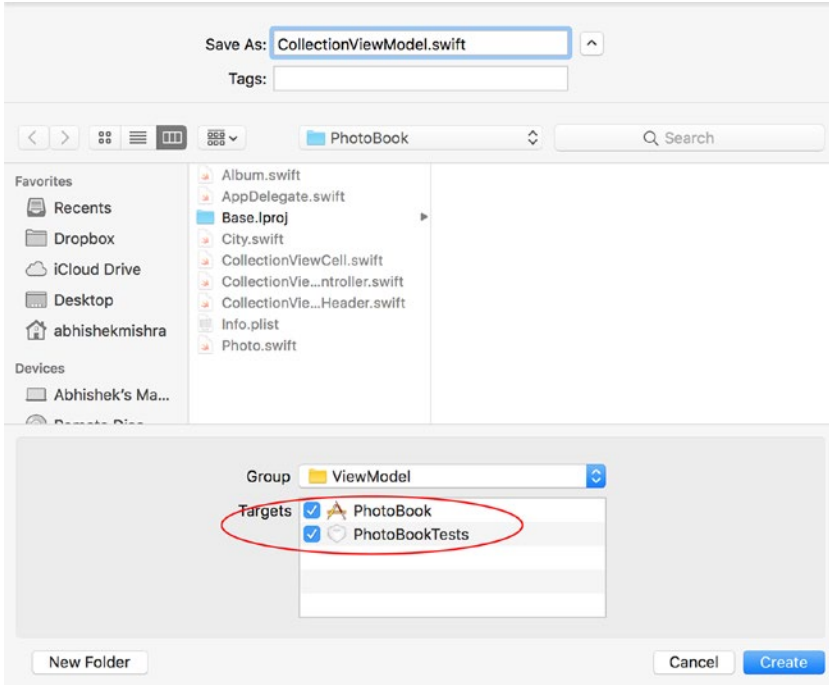 Save As: CollectionViewModel.swift
Tags:
PhotoBook
Search
Favorites
Recents
Dropbox
iCloud Drive
Desktop
abhishekmishra
Devices
Abhishek's Ma...
Album.swift
AppDelegate.swift
Base.lproj
City.swift
CollectionViewCell.swift
CollectionVie...ntroller.swift
CollectionVie...Header.swift
Info.plist
Photo.swift
Group ViewModel
Targets PhotoBook
PhotoBookTests
New Folder
Cancel
Create